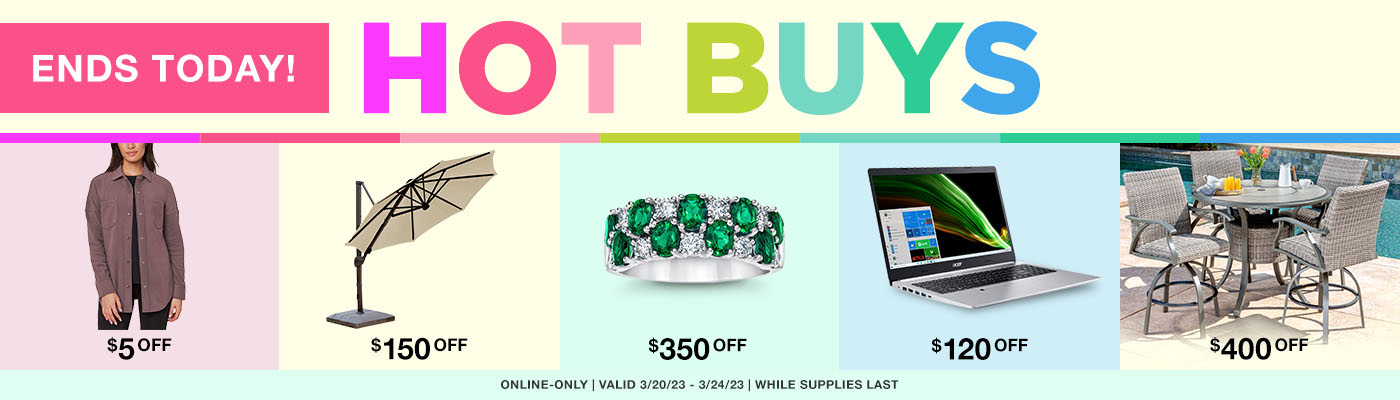 ENDS TODAY!
HOT BUYS
acer
$5 OFF
$150 OFF
$350 OFF
$120 OFF
$400 OFF
ONLINE-ONLY | VALID 3/20/23 - 3/24/23 | WHILE SUPPLIES LAST